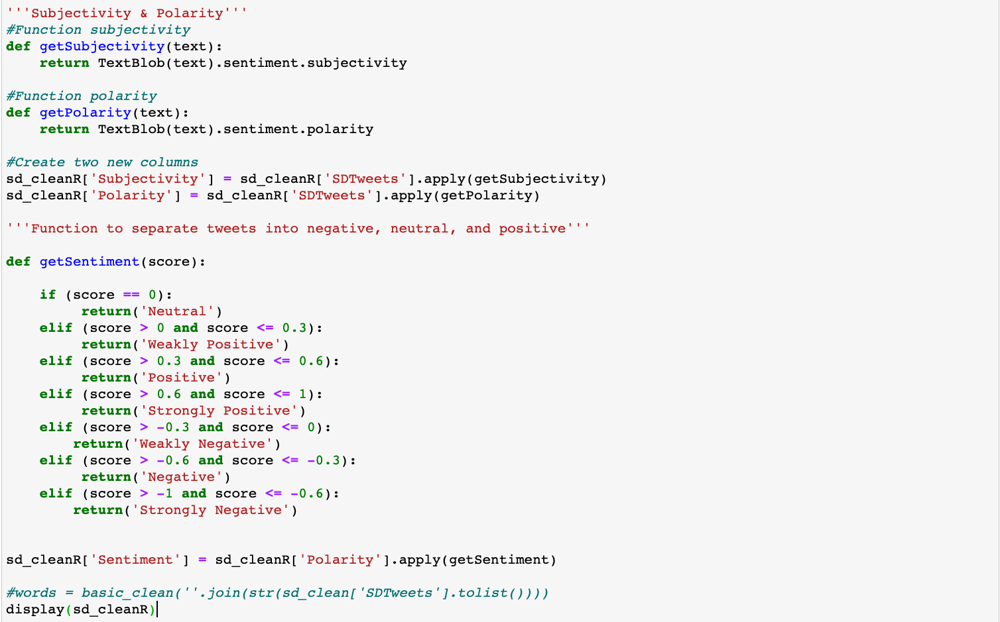 '''Subjectivity & Polarity'''
#Function subjectivity
def getSubjectivity(text):
    return TextBlob(text).sentiment.subjectivity

#Function polarity
def getPolarity(text):
    return TextBlob(text).sentiment.polarity

#Create two new columns
sd_cleanR['Subjectivity'] = sd_cleanR['SDTweets'].apply(getSubjectivity)
sd_cleanR['Polarity'] = sd_cleanR['SDTweets'].apply(getPolarity)

'''Function to separate tweets into negative, neutral, and positive'''

def getSentiment(score):

    if (score == 0):
         return('Neutral')
    elif (score > 0 and score <= 0.3):
         return('Weakly Positive')
    elif (score > 0.3 and score <= 0.6):
         return('Positive')
    elif (score > 0.6 and score <= 1):
         return('Strongly Positive')
    elif (score > -0.3 and score <= 0):
        return('Weakly Negative')
    elif (score > -0.6 and score <= -0.3):
         return('Negative')
    elif (score > -1 and score <= -0.6):
        return('Strongly Negative')


sd_cleanR['Sentiment'] = sd_cleanR['Polarity'].apply(getSentiment)

#words = basic_clean(''.join(str(sd_clean['SDTweets'].tolist())))
display(sd_cleanR)